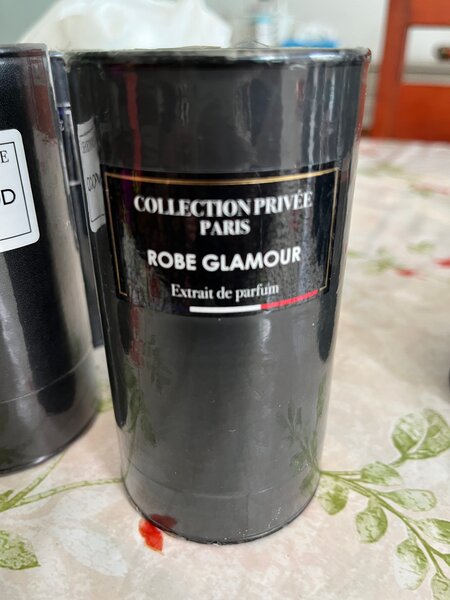 COLLECTION PRIVÉE
PARIS
ROBE GLAMOUR
Extrait de parfum